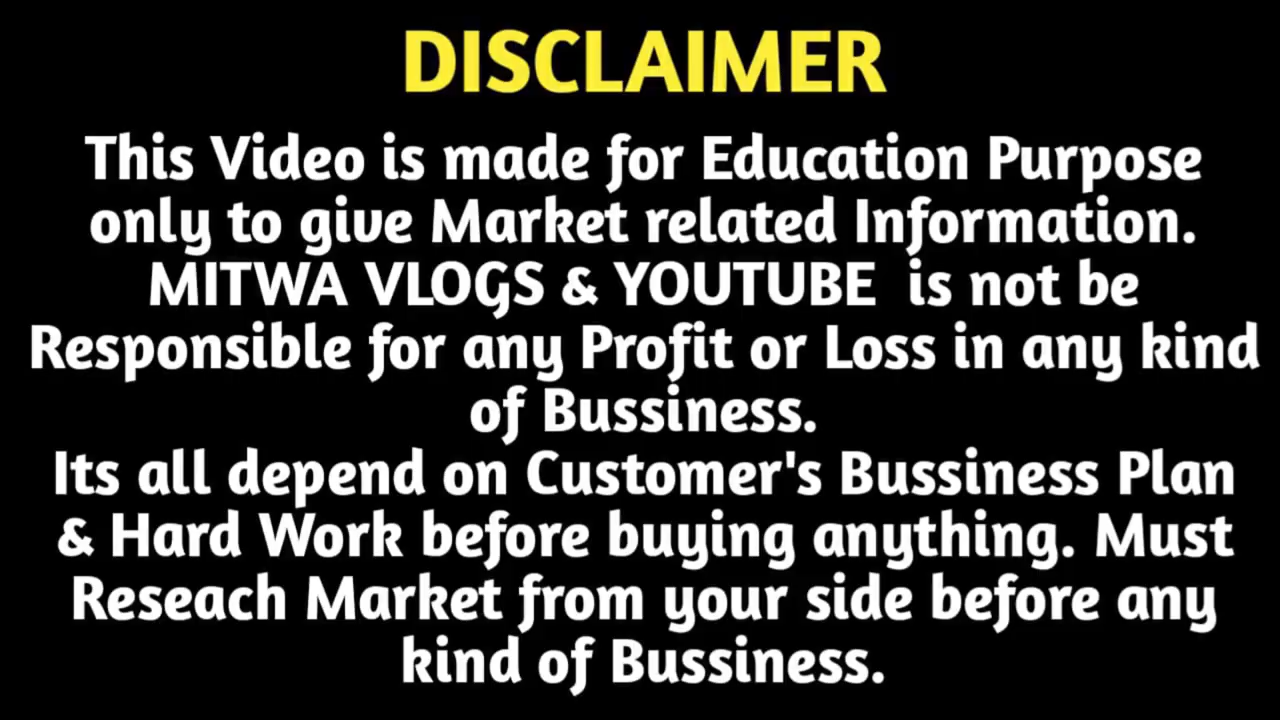 DISCLAIMER
This Video is made for Education Purpose
only to give Market related Information.
MITWA VLOGS & YOUTUBE is not be
Responsible for any Profit or Loss in any kind
of Bussiness.
Its all depend on Customer's Bussiness Plan
& Hard Work before buying anything. Must
Reseach Market from your side before any
kind of Bussiness.